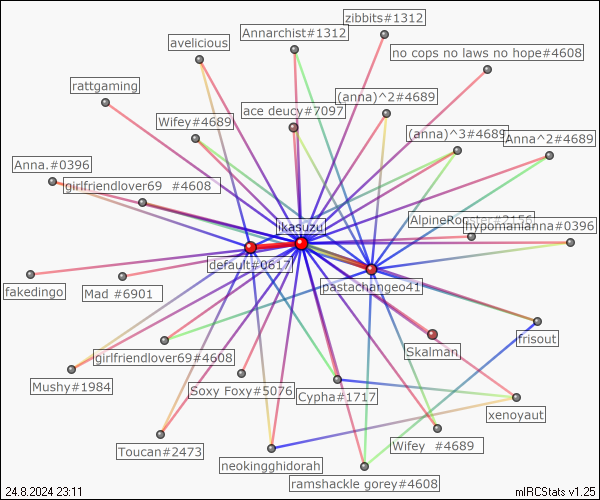 zibbits#1312
Annarchist#1312
avelicious
no cops no laws no hope#4608
rattgaming
(anna)^2#4689
ace deucy#7097
Wifey#4689
(anna)^3#4689
Anna^2#4689
Anna.#0396
girlfriendlover69 #4608
AlpineRooster#2156
ikasuzu
hypomanianna#0396
default#0617
pastachangeo41
fakedingo
Mad #6901
frisout
Skalman
girlfriendlover69#4608
Mushy#1984
Soxy Foxy#5076
Cypha#1717
xenoyaut
Wifey #4689
Toucan#2473
neokingghidorah
ramshackle gorey#4608
24.8.2024 23:11
mIRCStats v1.25